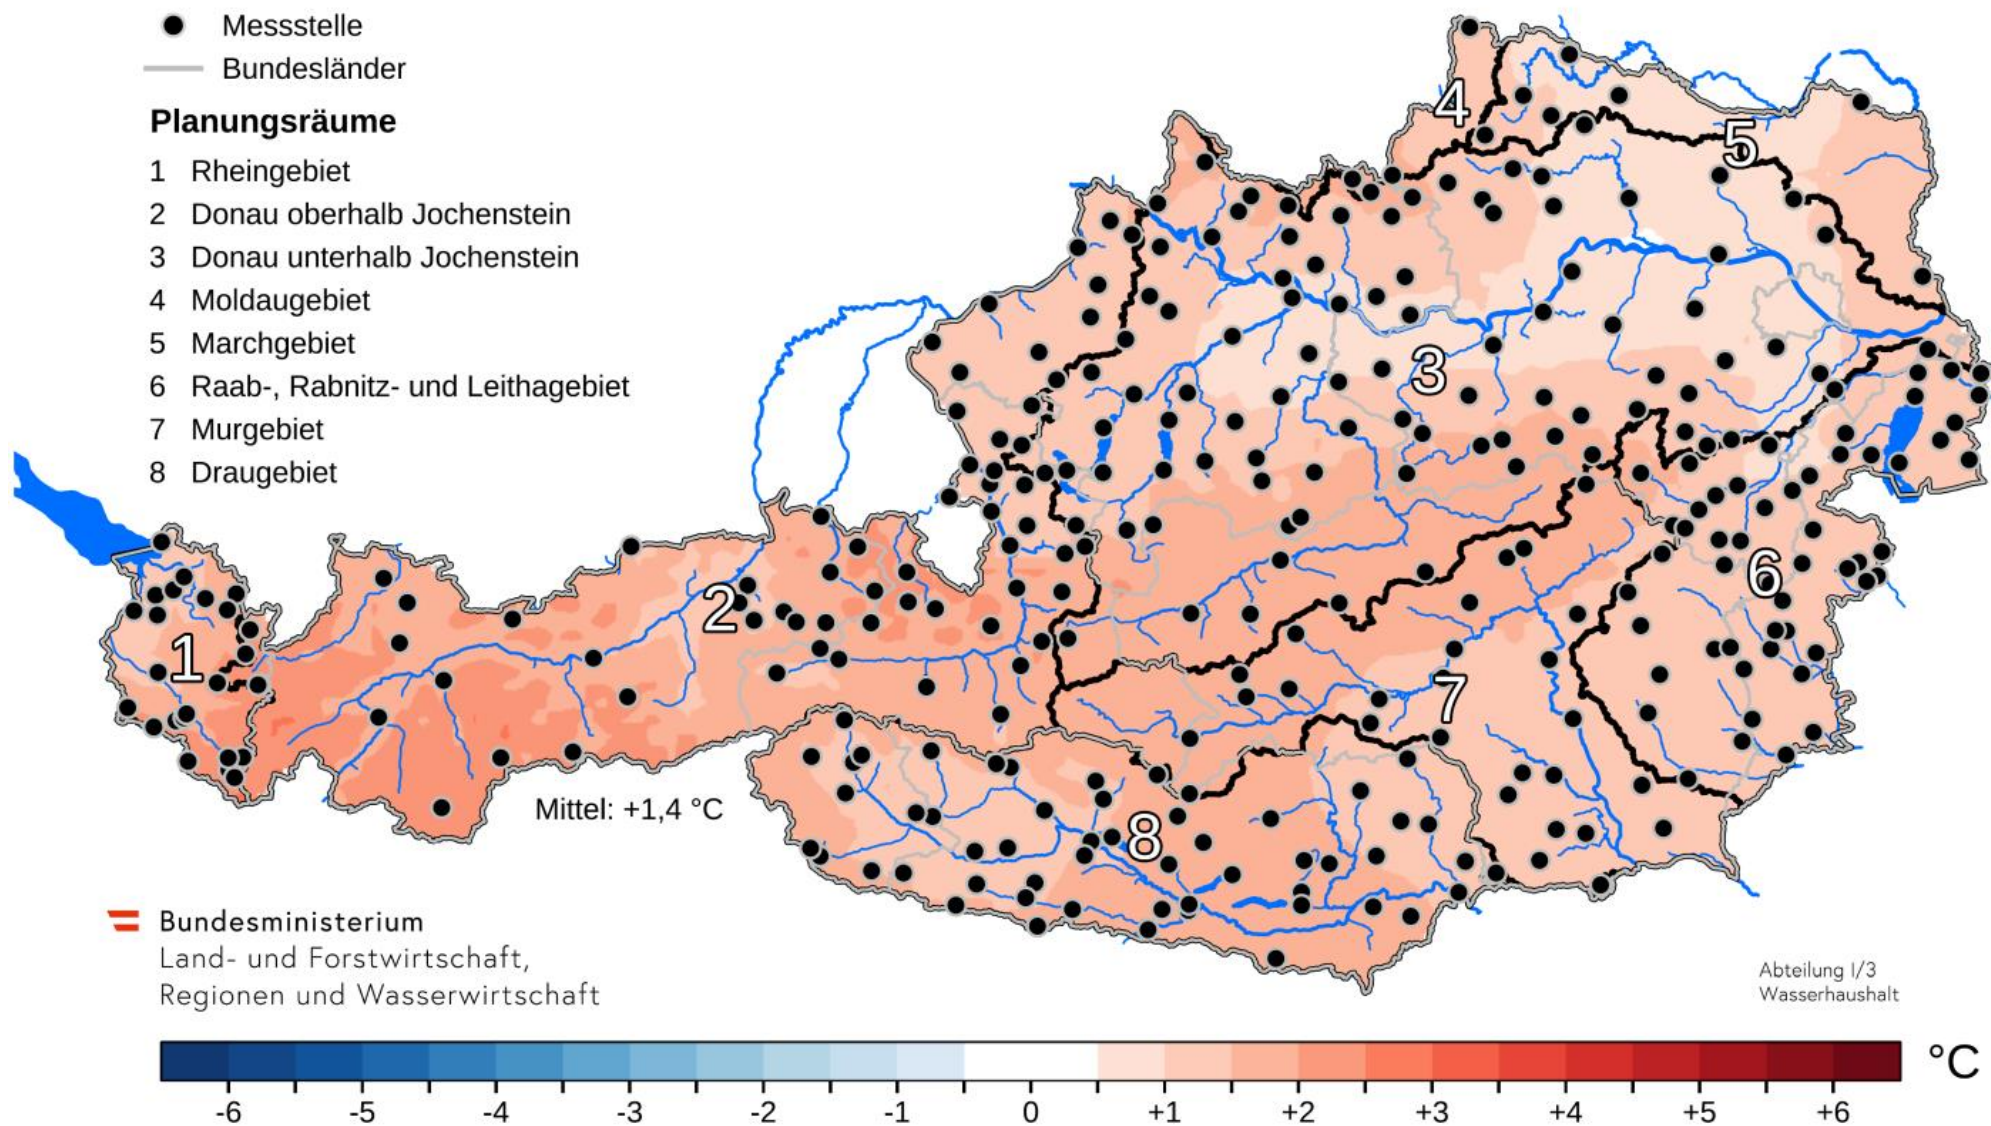 Messstelle
Bundesländer
Planungsräume
1 Rheingebiet
2 Donau oberhalb Jochenstein
3 Donau unterhalb Jochenstein
4 Moldaugebiet
5 Marchgebiet
6 Raab-, Rabnitz- und Leithagebiet
7 Murgebiet
8 Draugebiet
4
5
3
2
6
1
7
8
Mittel: +1,4 °C
Bundesministerium
Land- und Forstwirtschaft,
Regionen und Wasserwirtschaft
Abteilung I/3
Wasserhaushalt
°C
-6 -5 -4 -3 -2 -1 0 +1 +2 +3 +4 +5 +6